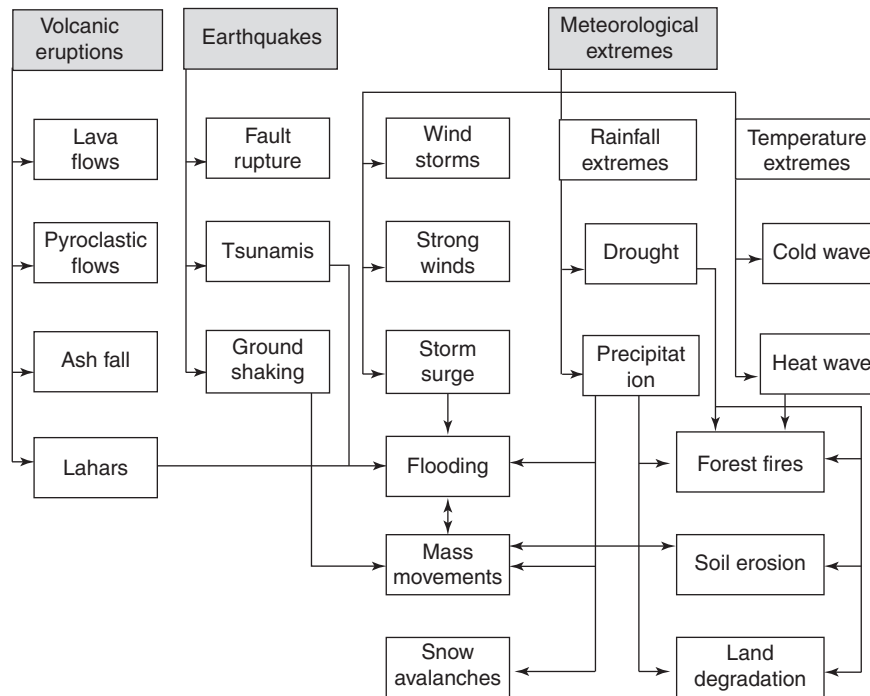 Volcanic
eruptions
Earthquakes
Meteorological
extremes
Lava
flows
Fault
rupture
Wind
storms
Rainfall
extremes
Temperature
extremes
Pyroclastic
flows
Tsunamis
Strong
winds
Drought
Cold wave
Ash fall
Ground
shaking
Storm
surge
Precipitat
ion
Heat wave
Lahars
Flooding
Forest fires
Mass
movements
Soil erosion
Snow
avalanches
Land
degradation